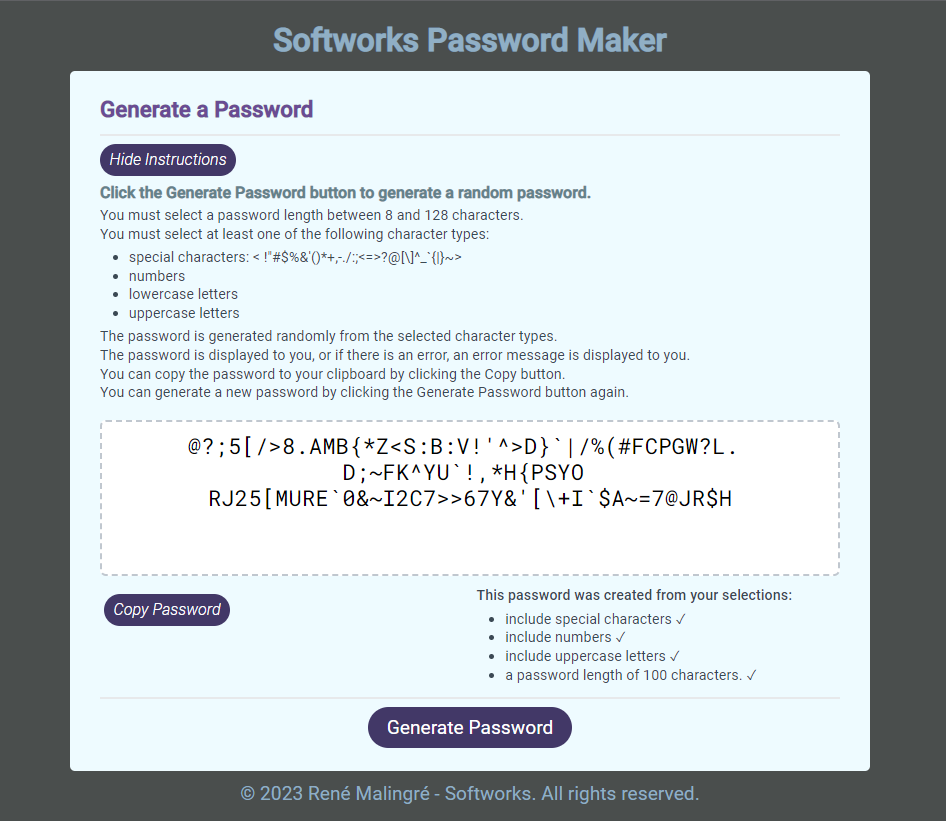 Softworks Password Maker
Generate a Password
Hide Instructions
Click the Generate Password button to generate a random password.
You must select a password length between 8 and 128 characters.
You must select at least one of the following character types:
special characters: < !"#$%&'()*+,-./:;<=>?@[\]^_`{|}~>
numbers
lowercase letters
uppercase letters
The password is generated randomly from the selected character types.
The password is displayed to you, or if there is an error, an error message is displayed to you.
You can copy the password to your clipboard by clicking the Copy button.
You can generate a new password by clicking the Generate Password button again.
@?;5[/>8.AMB{*Z<S:B:V!'^>D}`|/%(#FCPGW?L.
D;~FK^YU`!,*H{PSYO
RJ25[MURE`0&~I2C7>>67Y&'[\+I`$A~=7@JR$H
Copy Password
This password was created from your selections:
include special characters ✓
include numbers ✓
include uppercase letters ✓
a password length of 100 characters. ✓
Generate Password
© 2023 René Malingré - Softworks. All rights reserved.